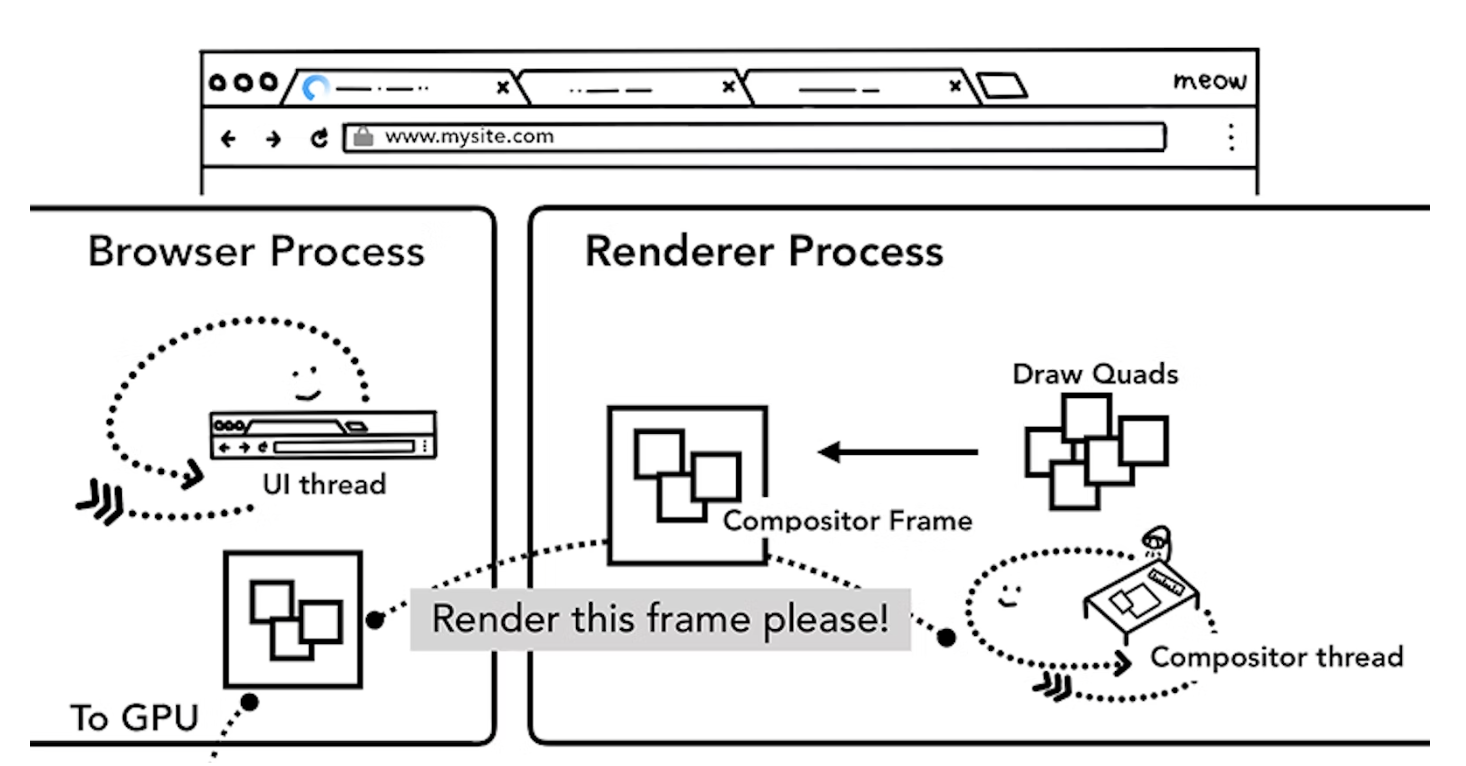 meow
www.mysite.com
Browser Process
Renderer Process
Draw Quads
UI thread
Compositor Frame
Render this frame please!
Compositor thread
To GPU